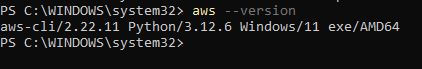 PS C:\WINDOWS\system32> aws --version
aws-cli/2.22.11 Python/3.12.6 Windows/11 exe/AMD64
PS C:\WINDOWS\system32>